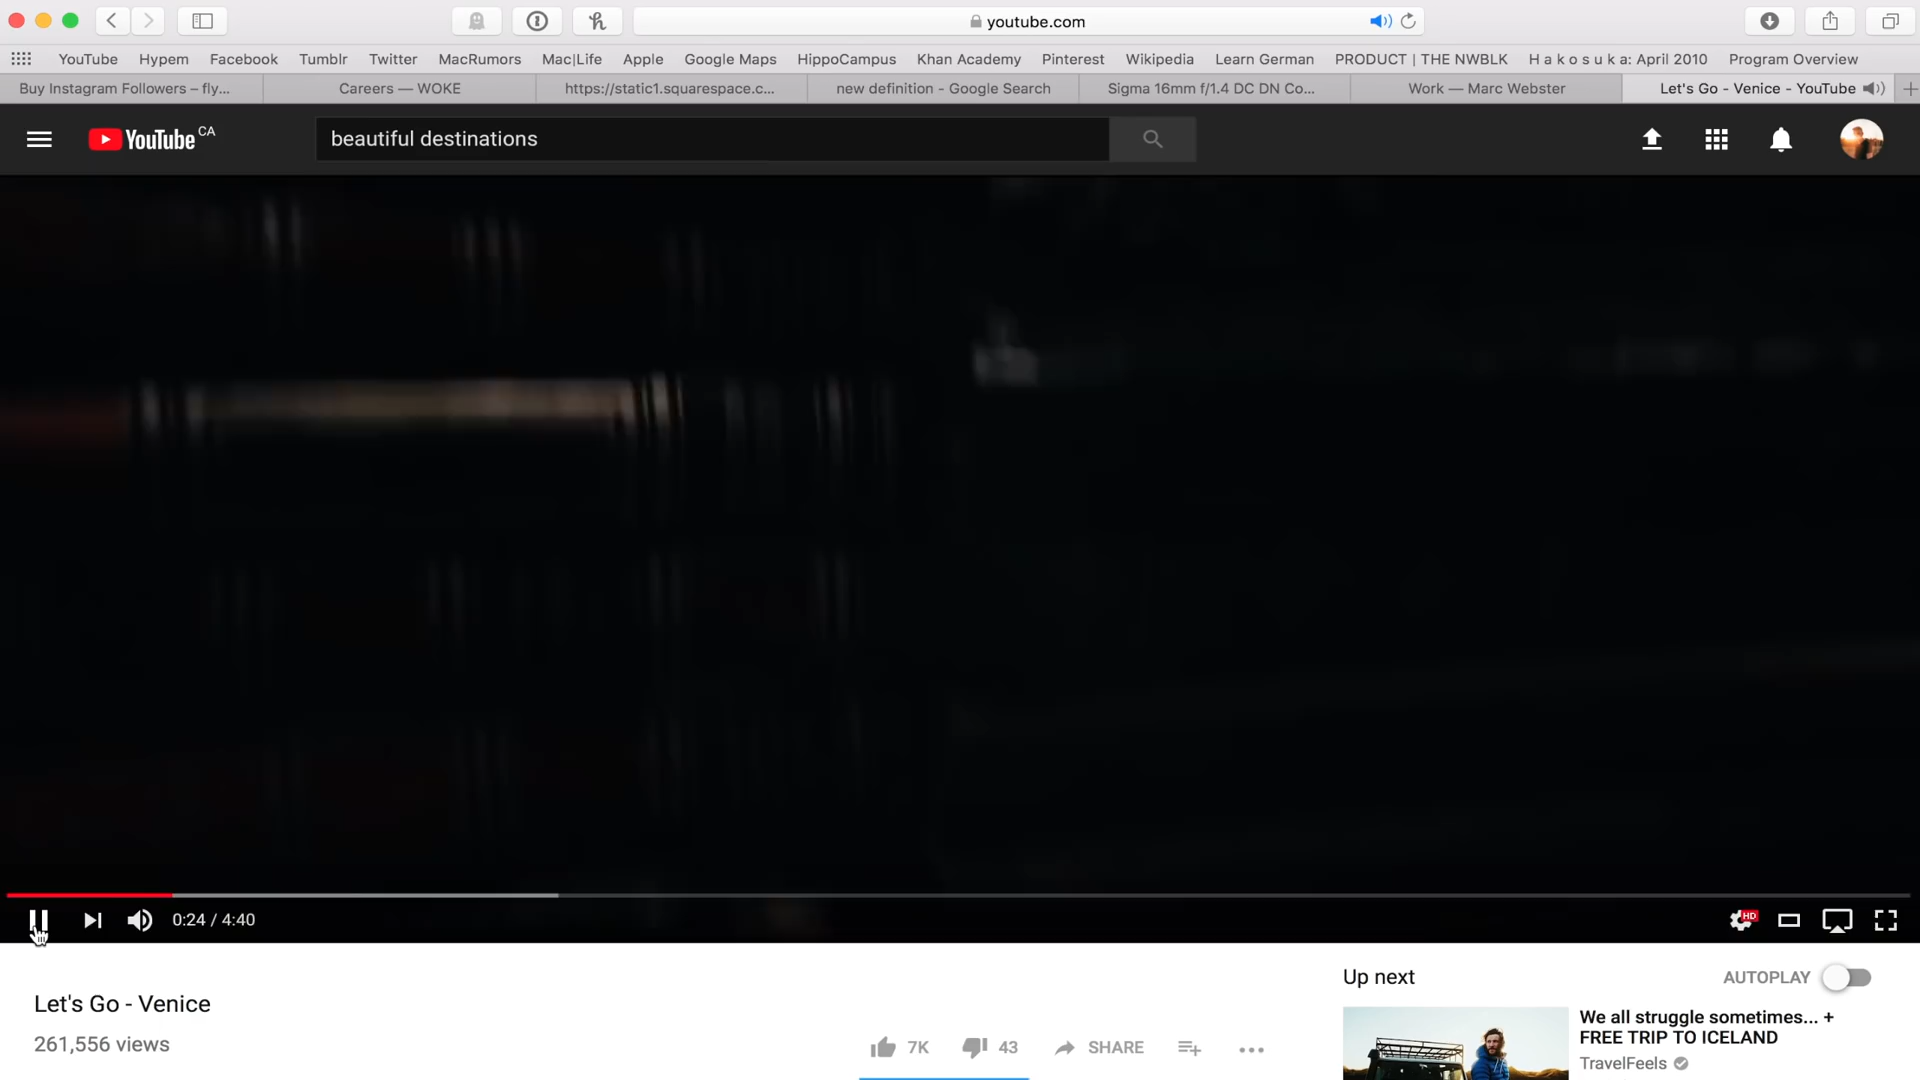 youtube.com
YouTube Hypem Facebook Tumblr Twitter MacRumors Mac|Life Apple Google Maps HippoCampus Khan Academy Pinterest Wikipedia Learn German PRODUCT | THE NWBLK H a k o s u k a: April 2010 Program Overview
Buy Instagram Followers – fly... Careers — WOKE https://static1.squarespace.c... new definition - Google Search Sigma 16mm f/1.4 DC DN Co... Work — Marc Webster Let's Go - Venice - YouTube
YouTube CA beautiful destinations
0:24 / 4:40 HD
Up next AUTOPLAY
Let's Go - Venice
261,556 views
7K 43 SHARE
We all struggle sometimes... +
FREE TRIP TO ICELAND
TravelFeels